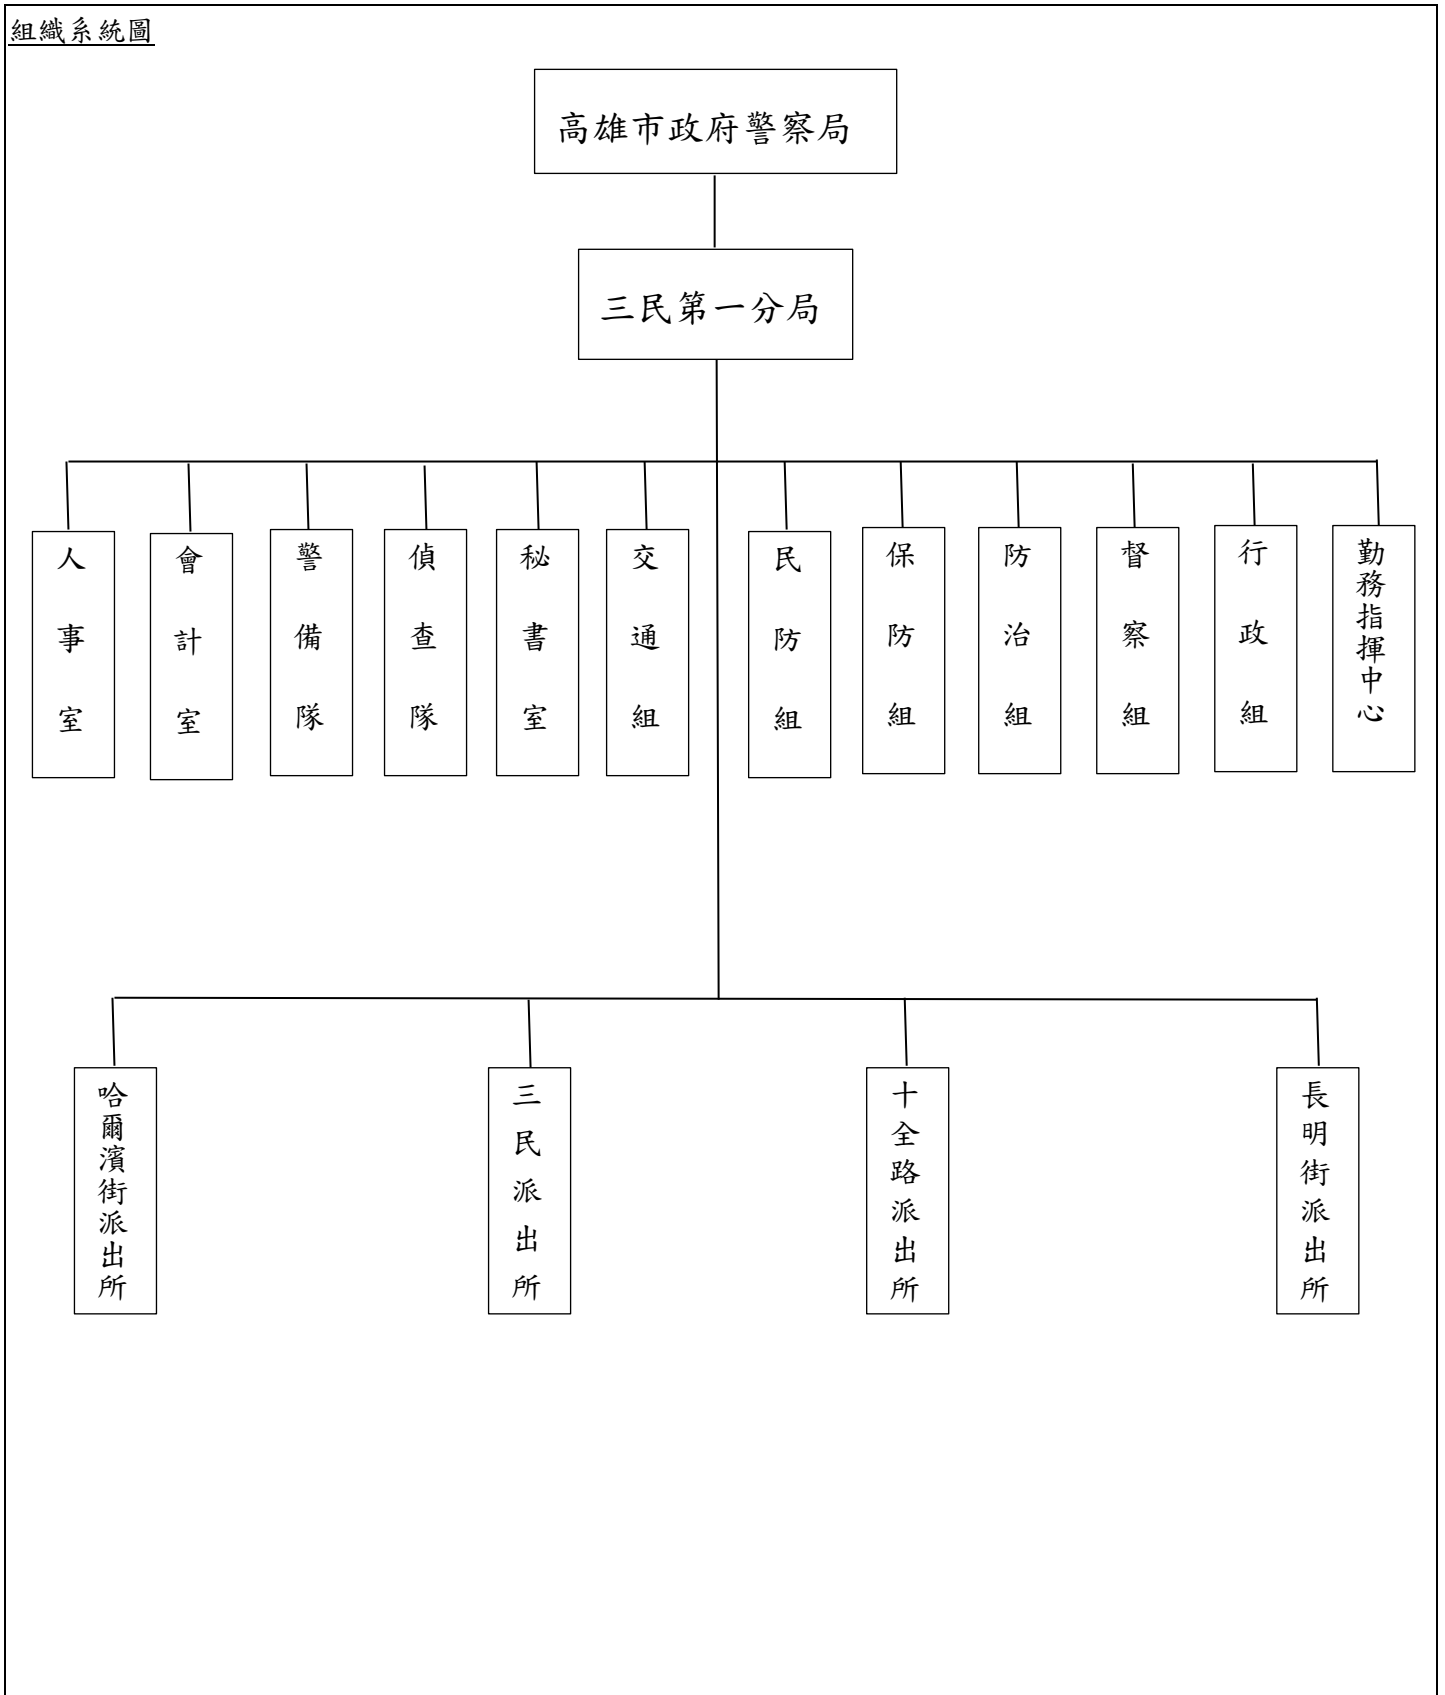 組織系統圖
高雄市政府警察局
三民第一分局
人事室
會計室
警備隊
偵查隊
秘書室
交通組
民防組
保防組
防治組
督察組
行政組
勤務指揮中心
哈爾濱街派出所
三民派出所
十全路派出所
長明街派出所